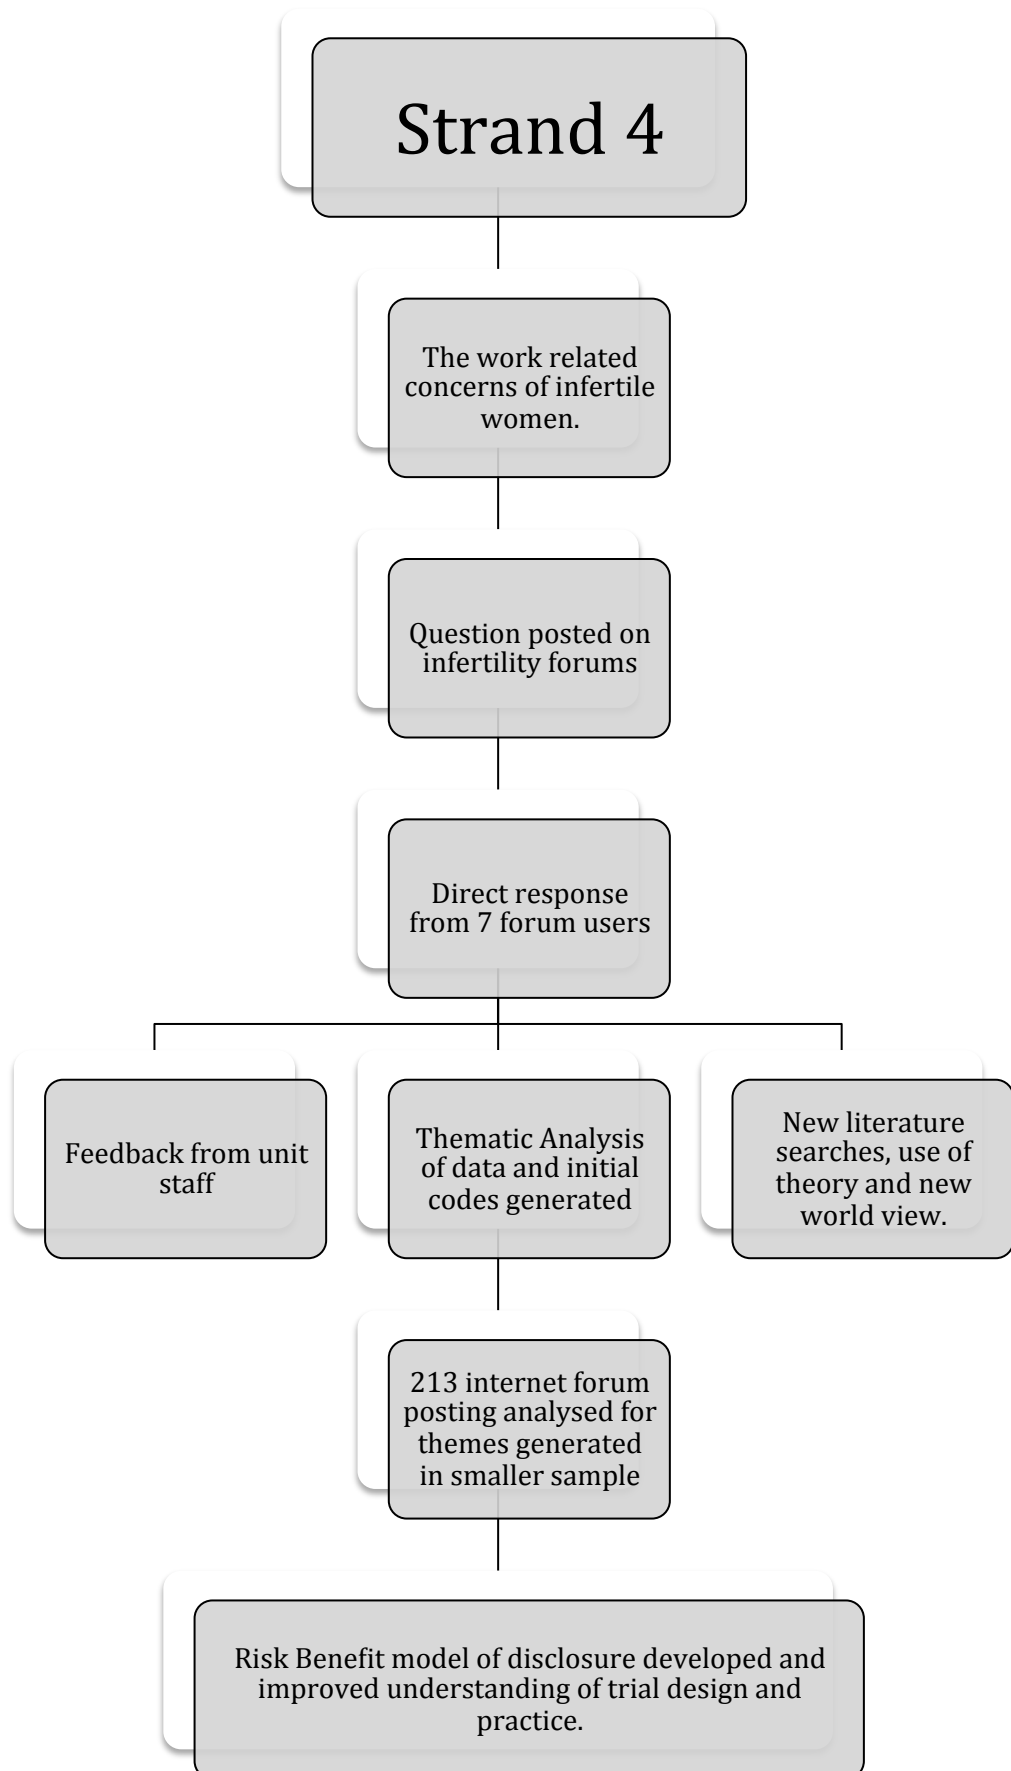 Strand 4
The work related
concerns of infertile
women.
Question posted on
infertility forums
Direct response
from 7 forum users
Feedback from unit
staff
Thematic Analysis
of data and initial
codes generated
New literature
searches, use of
theory and new
world view.
213 internet forum
posting analysed for
themes generated
in smaller sample
Risk Benefit model of disclosure developed and
improved understanding of trial design and
practice.